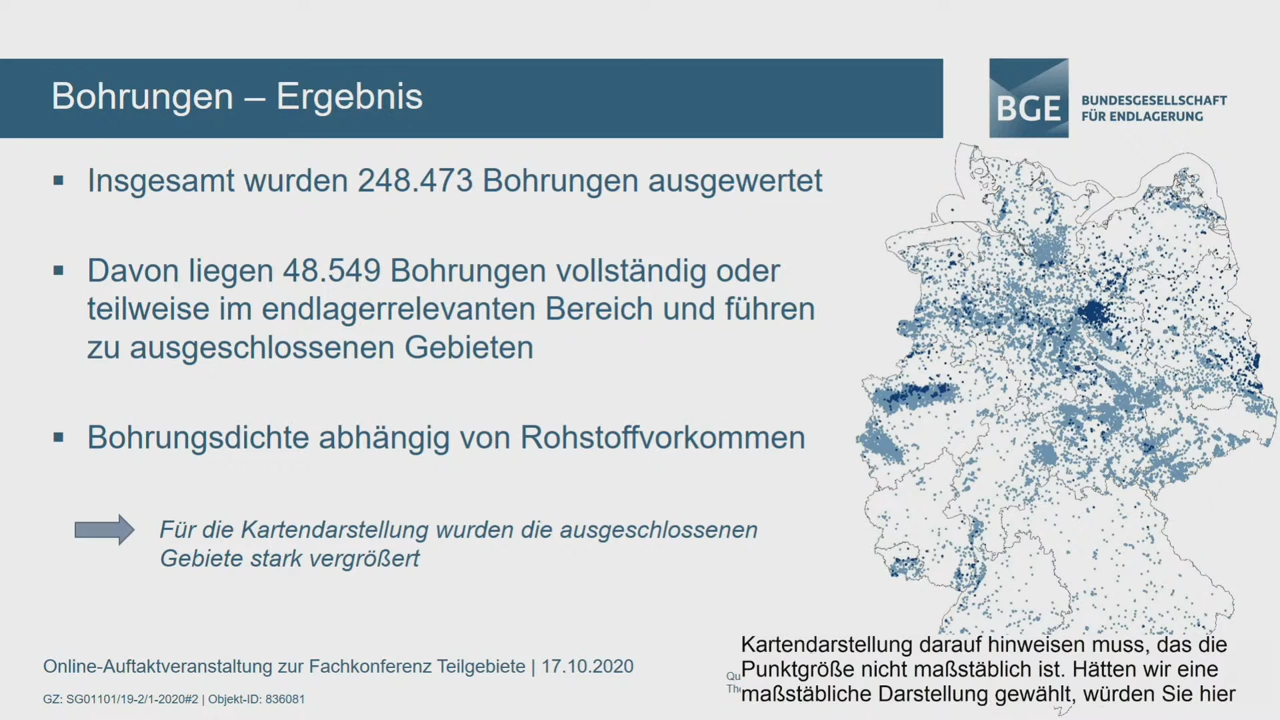 Bohrungen – Ergebnis
BGE
BUNDESGESELLSCHAFT
FÜR ENDLAGERUNG
▪ Insgesamt wurden 248.473 Bohrungen ausgewertet
▪ Davon liegen 48.549 Bohrungen vollständig oder
teilweise im endlagerrelevanten Bereich und führen
zu ausgeschlossenen Gebieten
▪ Bohrungsdichte abhängig von Rohstoffvorkommen
Für die Kartendarstellung wurden die ausgeschlossenen
Gebiete stark vergrößert
Kartendarstellung darauf hinweisen muss, das die
Punktgröße nicht maßstäblich ist. Hätten wir eine
maßstäbliche Darstellung gewählt, würden Sie hier
Online-Auftaktveranstaltung zur Fachkonferenz Teilgebiete | 17.10.2020
GZ: SG01101/19-2/1-2020#2 | Objekt-ID: 836081